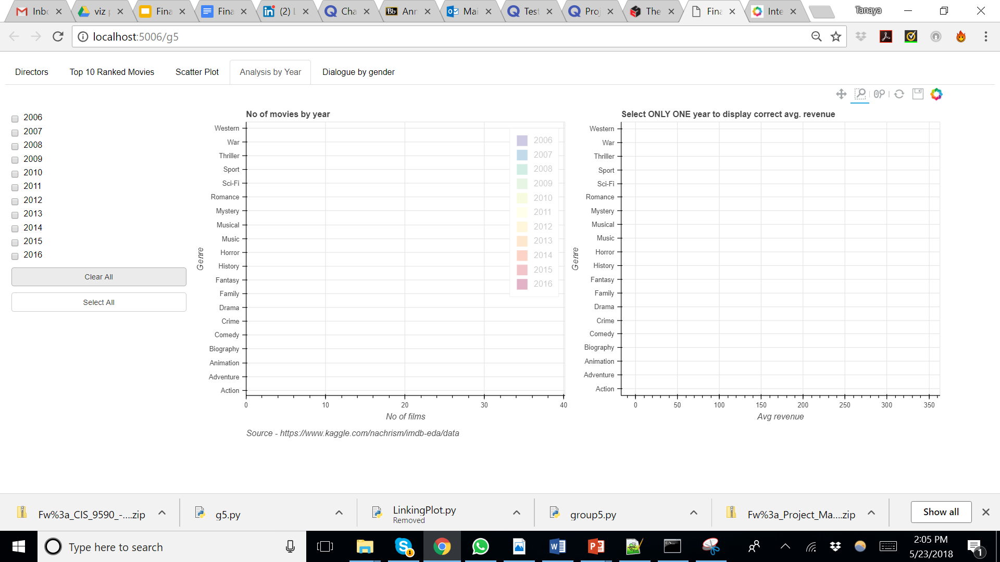 Inbc
viz p
Fina
Fina
(2) L
Cha
Bb Ann
Mai
Test
Proj
The
Fina
Inte
Tanaya
localhost:5006/g5
Directors Top 10 Ranked Movies Scatter Plot Analysis by Year Dialogue by gender
2006
2007
2008
2009
2010
2011
2012
2013
2014
2015
2016
Clear All
Select All
No of movies by year
Western
War
Thriller
Sport
Sci-Fi
Romance
Mystery
Musical
Music
Horror
History
Fantasy
Family
Drama
Crime
Comedy
Biography
Animation
Adventure
Action
Genre
2006
2007
2008
2009
2010
2011
2012
2013
2014
2015
2016
0 10 20 30 40
No of films
Source - https://www.kaggle.com/nachrism/imdb-eda/data
Select ONLY ONE year to display correct avg. revenue
Western
War
Thriller
Sport
Sci-Fi
Romance
Mystery
Musical
Music
Horror
History
Fantasy
Family
Drama
Crime
Comedy
Biography
Animation
Adventure
Action
Genre
0 50 100 150 200 250 300 350
Avg revenue
Fw%3a_CIS_9590_-....zip
g5.py
LinkingPlot.py
Removed
group5.py
Fw%3a_Project_Ma....zip
Show all
Type here to search
1
2:05 PM
5/23/2018
1